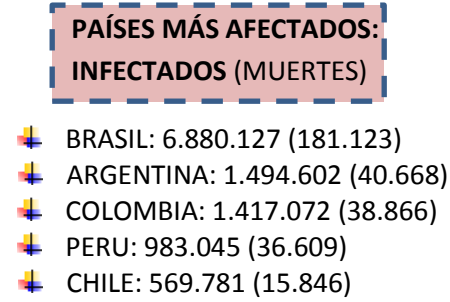 PAÍSES MÁS AFECTADOS:
INFECTADOS (MUERTES)
BRASIL: 6.880.127 (181.123)
ARGENTINA: 1.494.602 (40.668)
COLOMBIA: 1.417.072 (38.866)
PERU: 983.045 (36.609)
CHILE: 569.781 (15.846)